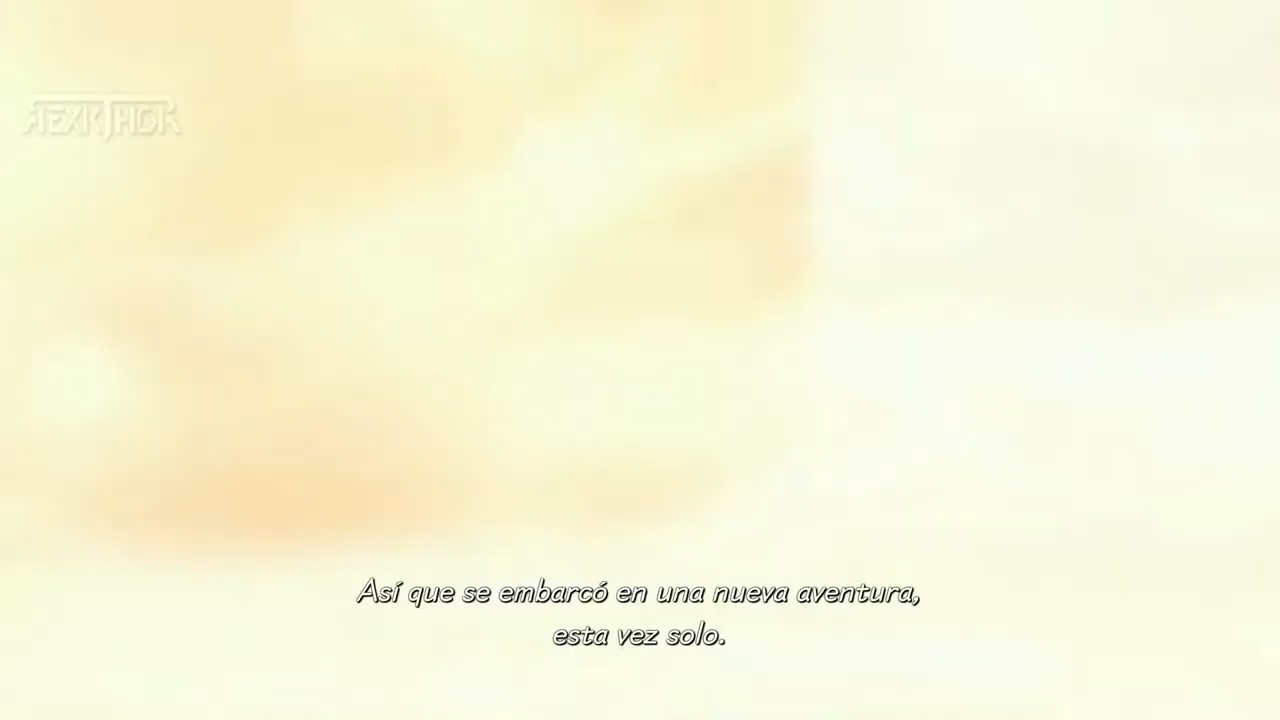 Así que se embarcó en una nueva aventura,
esta vez solo.